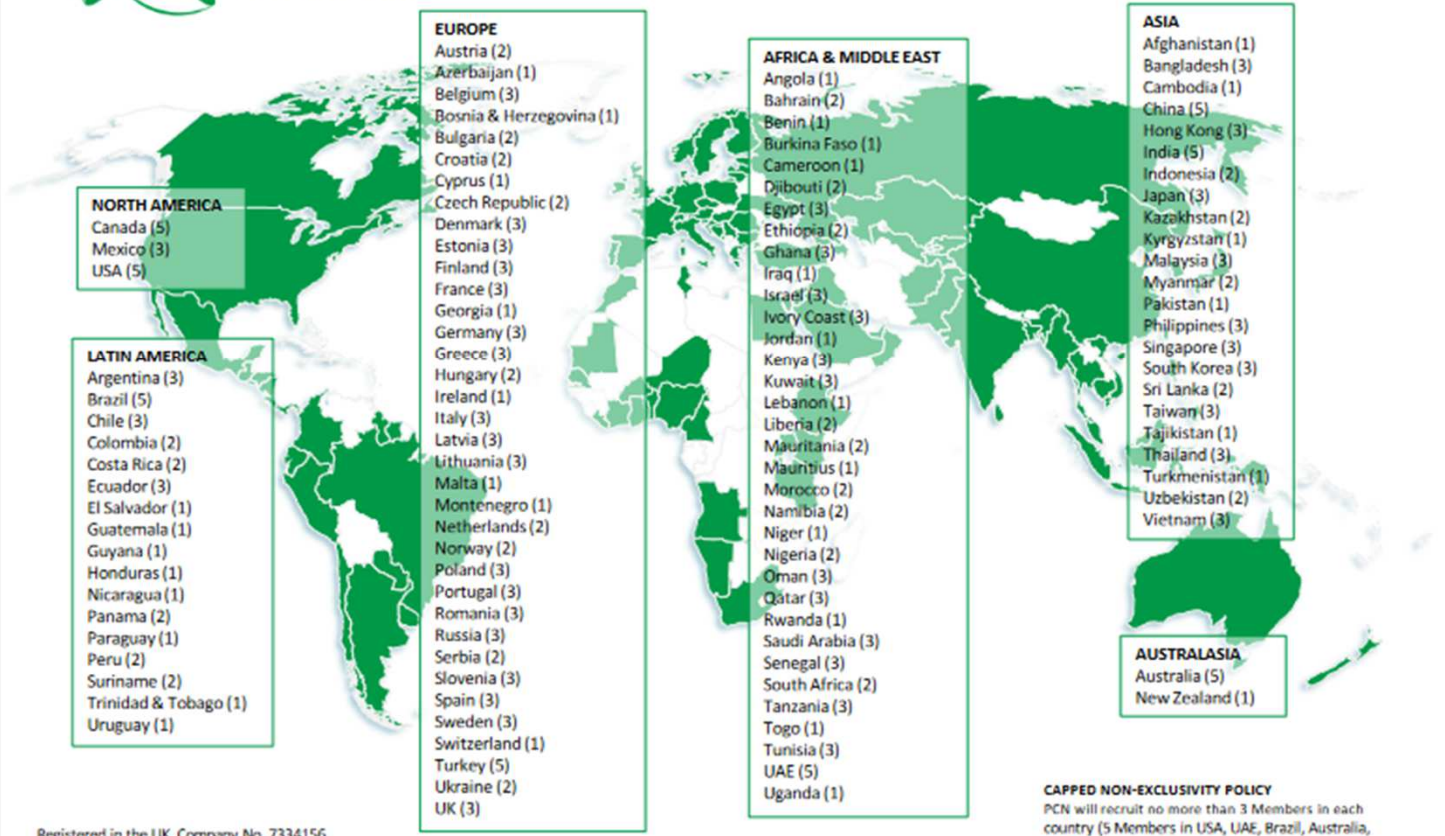 NORTH AMERICA
Canada (5)
Mexico (3)
USA (5)
LATIN AMERICA
Argentina (3)
Brazil (5)
Chile (3)
Colombia (2)
Costa Rica (2)
Ecuador (3)
El Salvador (1)
Guatemala (1)
Guyana (1)
Honduras (1)
Nicaragua (1)
Panama (2)
Paraguay (1)
Peru (2)
Suriname (2)
Trinidad & Tobago (1)
Uruguay (1)
EUROPE
Austria (2)
Azerbaijan (1)
Belgium (3)
Bosnia & Herzegovina (1)
Bulgaria (2)
Croatia (2)
Cyprus (1)
Czech Republic (2)
Denmark (3)
Estonia (3)
Finland (3)
France (3)
Georgia (1)
Germany (3)
Greece (3)
Hungary (2)
Ireland (1)
Italy (3)
Latvia (3)
Lithuania (3)
Malta (1)
Montenegro (1)
Netherlands (2)
Norway (2)
Poland (3)
Portugal (3)
Romania (3)
Russia (3)
Serbia (2)
Slovenia (3)
Spain (3)
Sweden (3)
Switzerland (1)
Turkey (5)
Ukraine (2)
UK (3)
AFRICA & MIDDLE EAST
Angola (1)
Bahrain (2)
Benin (1)
Burkina Faso (1)
Cameroon (1)
Djibouti (2)
Egypt (3)
Ethiopia (2)
Ghana (3)
Iraq (1)
Israel (3)
Ivory Coast (3)
Jordan (1)
Kenya (3)
Kuwait (3)
Lebanon (1)
Liberia (2)
Mauritania (2)
Mauritius (1)
Morocco (2)
Namibia (2)
Niger (1)
Nigeria (2)
Oman (3)
Qatar (3)
Rwanda (1)
Saudi Arabia (3)
Senegal (3)
South Africa (2)
Tanzania (3)
Togo (1)
Tunisia (3)
UAE (5)
Uganda (1)
ASIA
Afghanistan (1)
Bangladesh (3)
Cambodia (1)
China (5)
Hong Kong (3)
India (5)
Indonesia (2)
Japan (3)
Kazakhstan (2)
Kyrgyzstan (1)
Malaysia (3)
Myanmar (2)
Pakistan (1)
Philippines (3)
Singapore (3)
South Korea (3)
Sri Lanka (2)
Taiwan (3)
Tajikistan (1)
Thailand (3)
Turkmenistan (1)
Uzbekistan (2)
Vietnam (3)
AUSTRALASIA
Australia (5)
New Zealand (1)
CAPPED NON-EXCLUSIVITY POLICY
PCN will recruit no more than 3 Members in each
country (5 Members in USA, UAE, Brazil, Australia,
Registered in the UK. Company No. 7334156